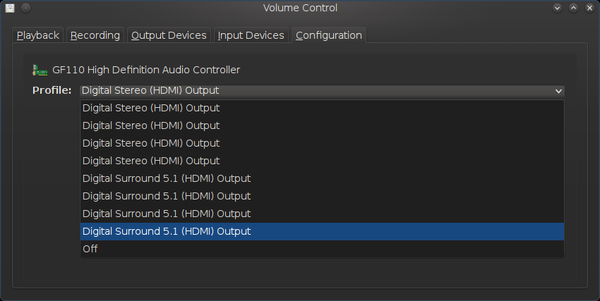 Volume Control
Playback Recording Output Devices Input Devices Configuration
GF110 High Definition Audio Controller
Profile: Digital Stereo (HDMI) Output
Digital Stereo (HDMI) Output
Digital Stereo (HDMI) Output
Digital Stereo (HDMI) Output
Digital Stereo (HDMI) Output
Digital Surround 5.1 (HDMI) Output
Digital Surround 5.1 (HDMI) Output
Digital Surround 5.1 (HDMI) Output
Digital Surround 5.1 (HDMI) Output
Off